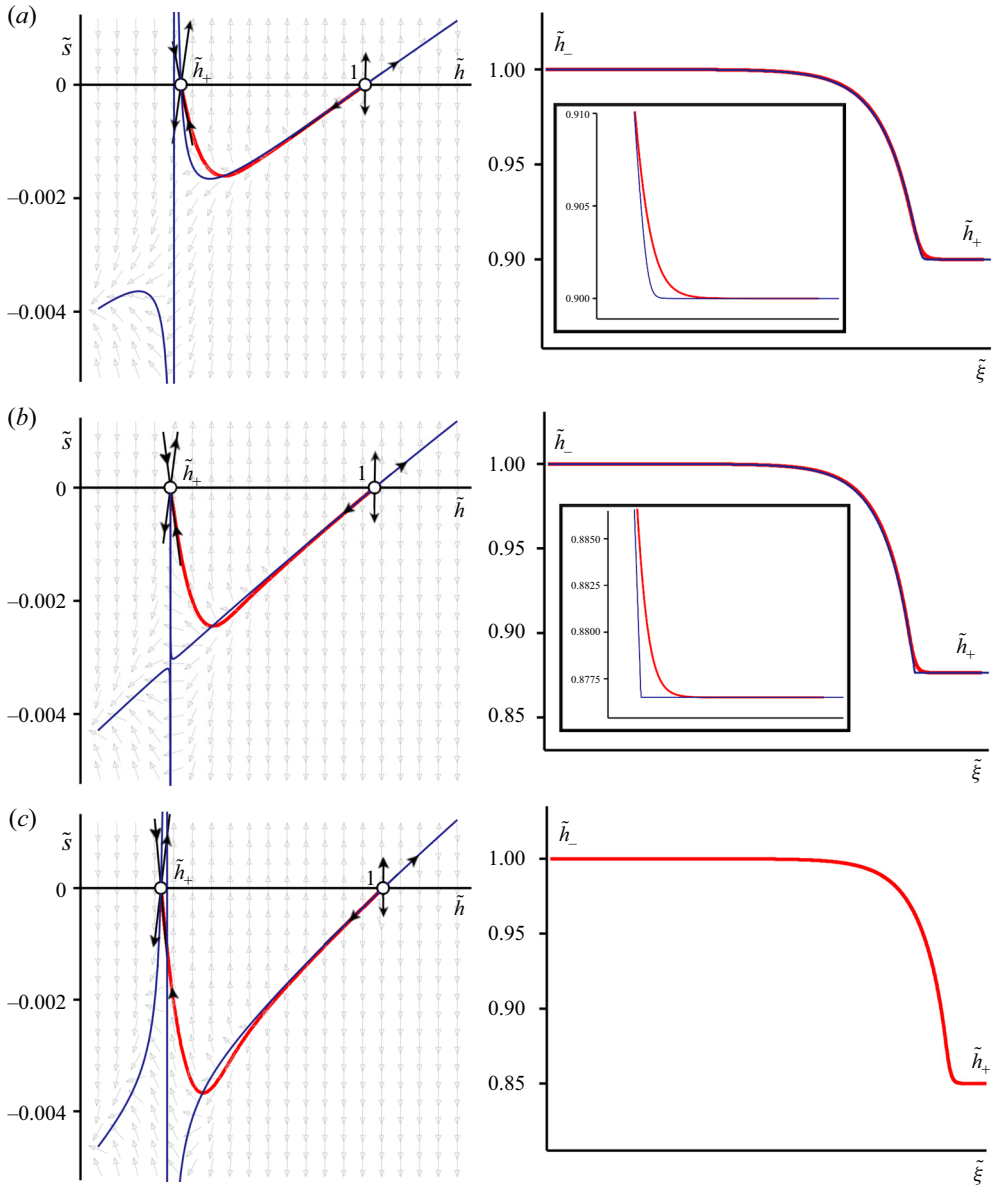 (a)
s̃
0
−0.002
−0.004
h̃₊
1
h̃
h̃₋
1.00
0.95
0.90
h̃₊
ξ̃
0.910
0.905
0.900
(b)
s̃
0
−0.002
−0.004
h̃₊
1
h̃
h̃₋
1.00
0.95
0.90
0.85
h̃₊
ξ̃
0.8850
0.8825
0.8800
0.8775
(c)
s̃
0
−0.002
−0.004
h̃₊
1
h̃
h̃₋
1.00
0.95
0.90
0.85
h̃₊
ξ̃